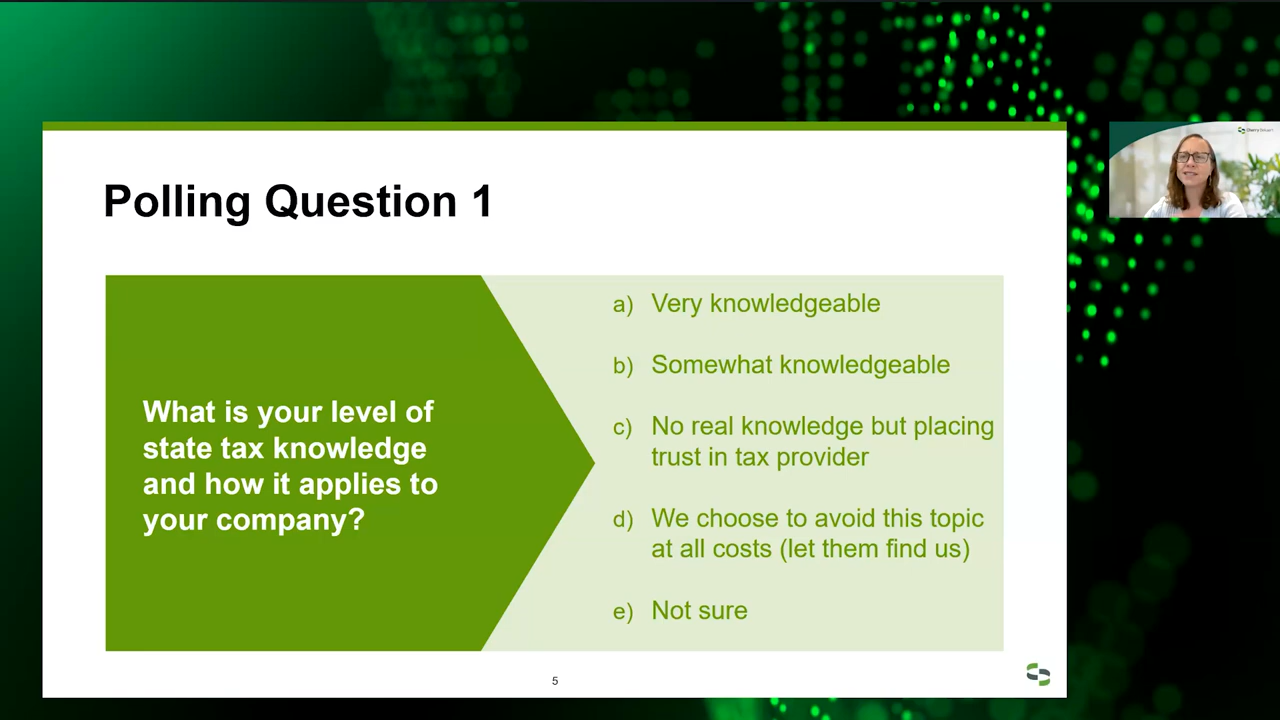 Polling Question 1
What is your level of
state tax knowledge
and how it applies to
your company?
a) Very knowledgeable
b) Somewhat knowledgeable
c) No real knowledge but placing
trust in tax provider
d) We choose to avoid this topic
at all costs (let them find us)
e) Not sure
5